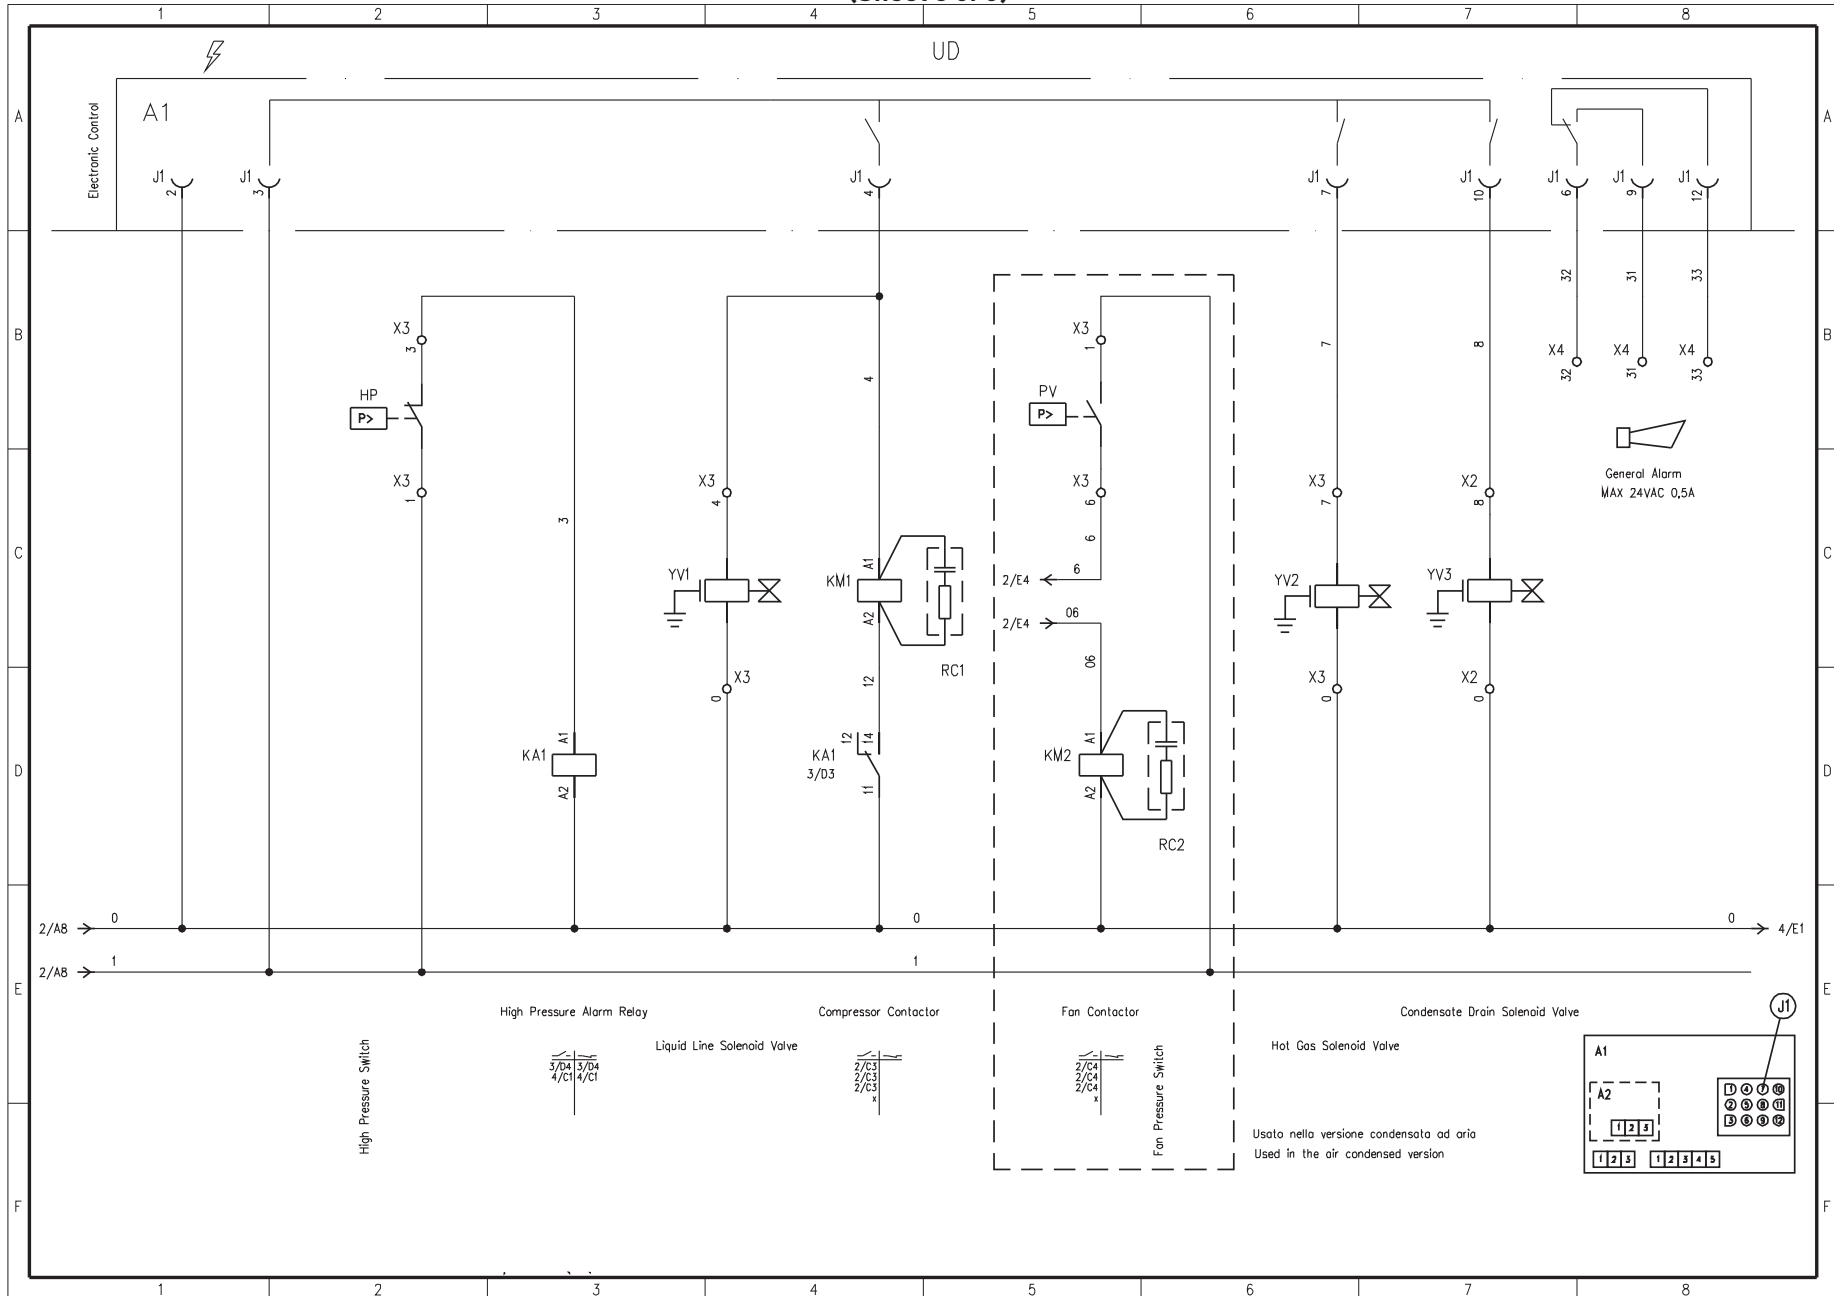 1 2 3 4 5 6 7 8
UD
A A
A1
Electronic Control
J1 J1 J1 J1 J1 J1 J1 J1
2 3 4 7 10 6 9 12
32 31 33
B B
X3 X3
3 1
7 8
X4 X4 X4
32 31 33
HP PV
4
P> P>
General Alarm
MAX 24VAC 0,5A
X3 X3 X3 X3 X2
1 4 6 7 8
3
6
C C
A1
2/E4 6
YV1 KM1 YV2 YV3
A2
2/E4 06
06
RC1
12
X3 X3 X2
0 0 0
A1 12 14 A1
KA1 KA1 KM2
3/D3
D D
A2 11 A2
RC2
0 0 0
2/A8 4/E1
1 1
2/A8
E E
High Pressure Alarm Relay Compressor Contactor Fan Contactor Condensate Drain Solenoid Valve
J1
Liquid Line Solenoid Valve Hot Gas Solenoid Valve
High Pressure Switch
Fan Pressure Switch
3/D4 3/D4
4/C1 4/C1
2/C3
2/C3
2/C3
x
2/C4
2/C4
2/C4
x
A1
A2
1 4 7 10
2 5 8 11
3 6 9 12
1 2 3
1 2 3 1 2 3 4 5
Usato nella versione condensata ad aria
Used in the air condensed version
F F
1 2 3 4 5 6 7 8